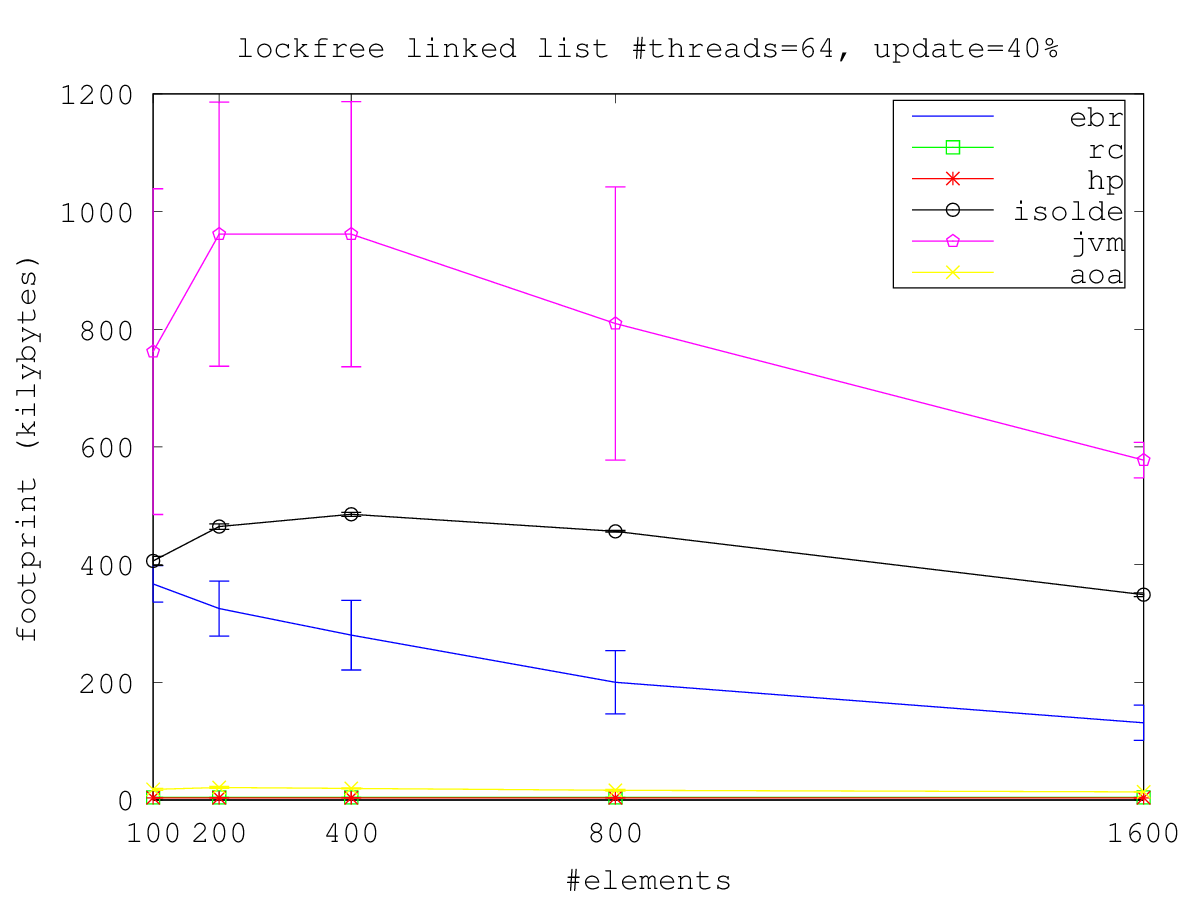 lockfree linked list #threads=64, update=40%
1200
1000
800
600
400
200
0
footprint (kilybytes)
ebr
rc
hp
isolde
jvm
aoa
100 200 400 800 1600
#elements